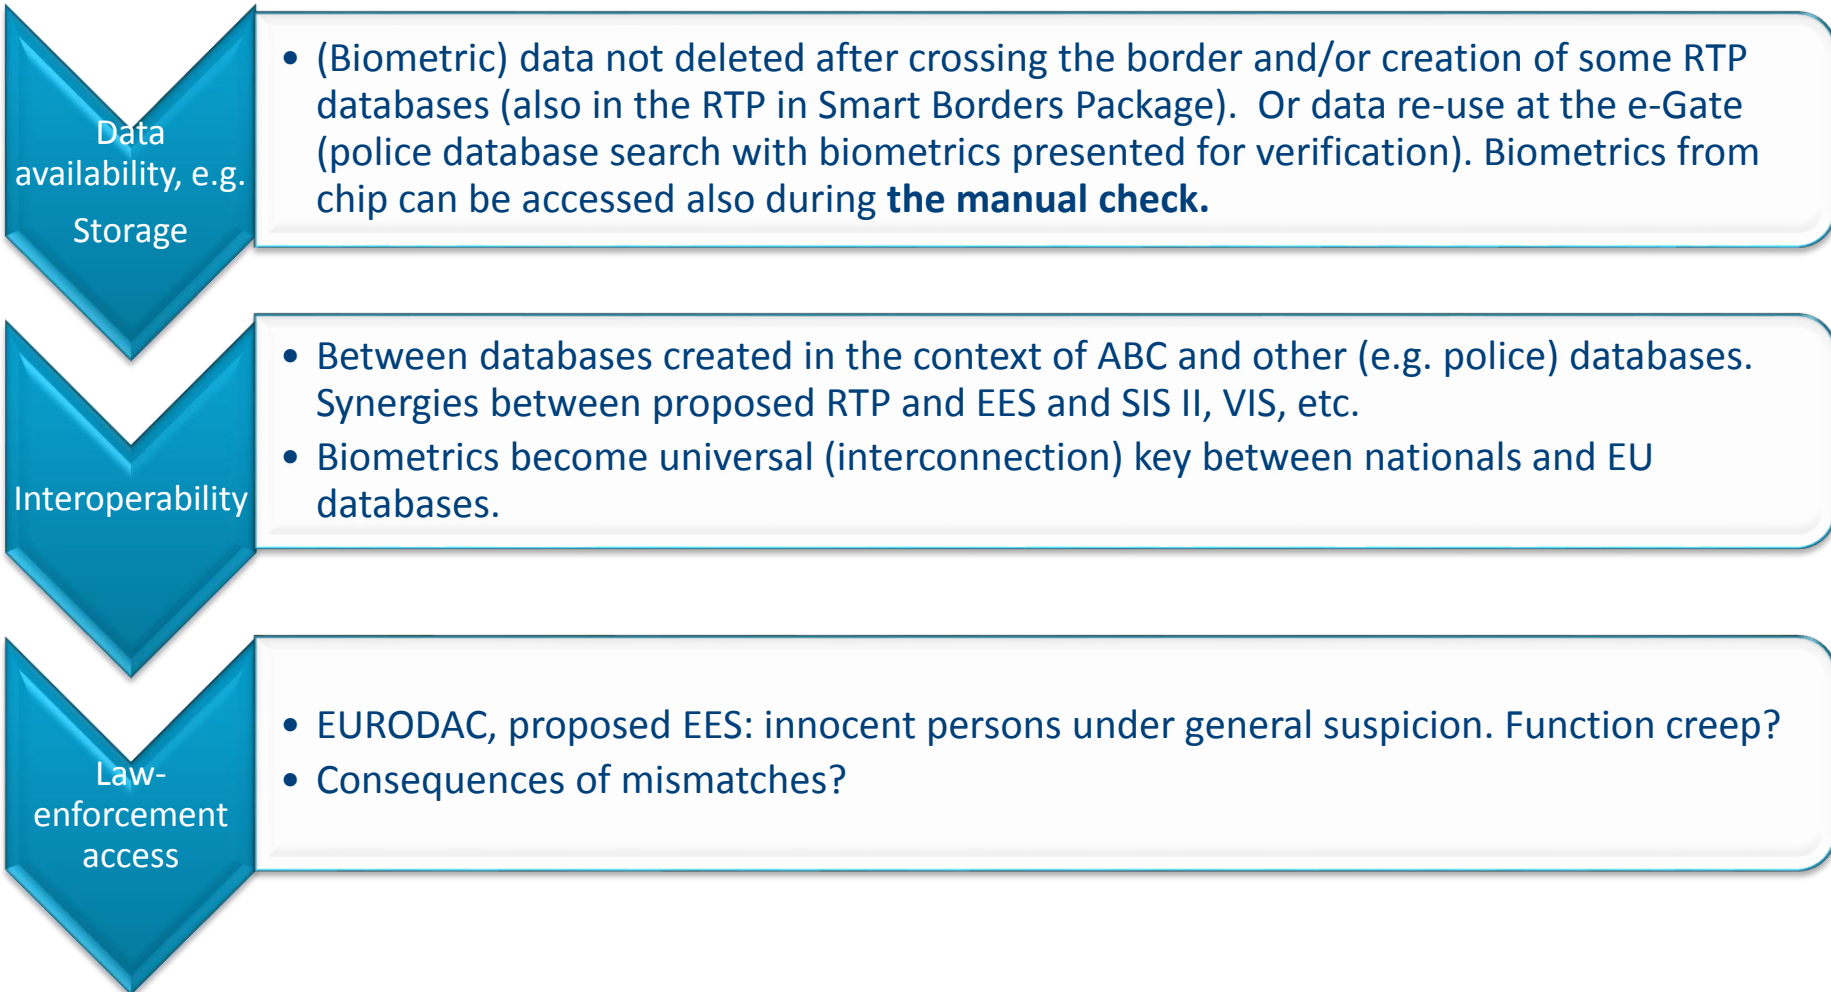 Data
availability, e.g.
Storage
• (Biometric) data not deleted after crossing the border and/or creation of some RTP
databases (also in the RTP in Smart Borders Package).  Or data re-use at the e-Gate
(police database search with biometrics presented for verification). Biometrics from
chip can be accessed also during the manual check.
Interoperability
• Between databases created in the context of ABC and other (e.g. police) databases.
Synergies between proposed RTP and EES and SIS II, VIS, etc.
• Biometrics become universal (interconnection) key between nationals and EU
databases.
Law-
enforcement
access
• EURODAC, proposed EES: innocent persons under general suspicion. Function creep?
• Consequences of mismatches?